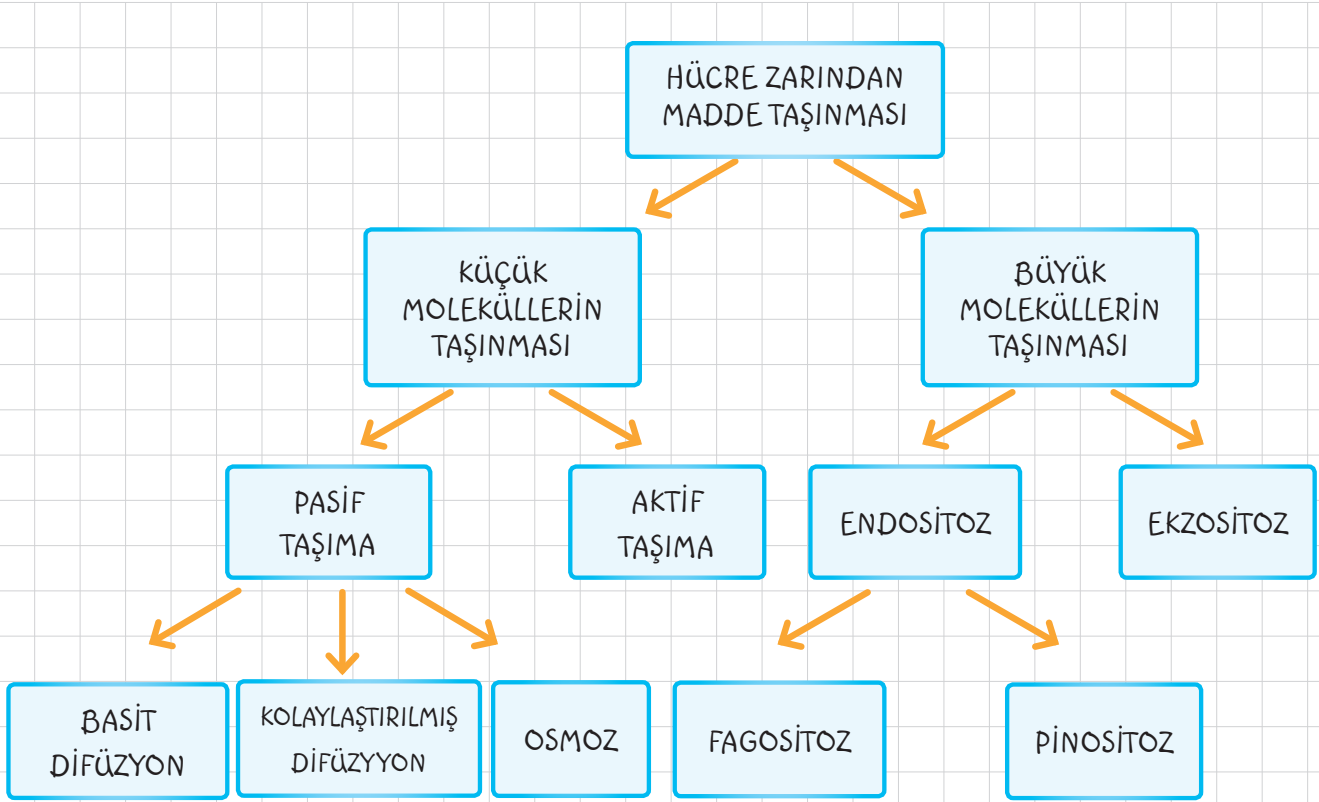 HÜCRE ZARINDAN
MADDE TAŞINMASI
KÜÇÜK
MOLEKÜLLERİN
TAŞINMASI
BÜYÜK
MOLEKÜLLERİN
TAŞINMASI
PASİF
TAŞIMA
AKTİF
TAŞIMA
ENDOSİTOZ
EKZOSİTOZ
BASİT
DİFÜZYON
KOLAYLAŞTIRILMIŞ
DİFÜZYYON
OSMOZ
FAGOSİTOZ
PİNOSİTOZ